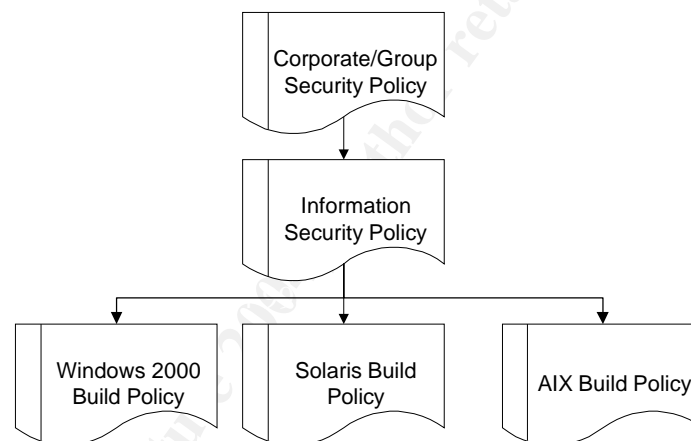 Corporate/Group
Security Policy
Information
Security Policy
Windows 2000
Build Policy
Solaris Build
Policy
AIX Build Policy